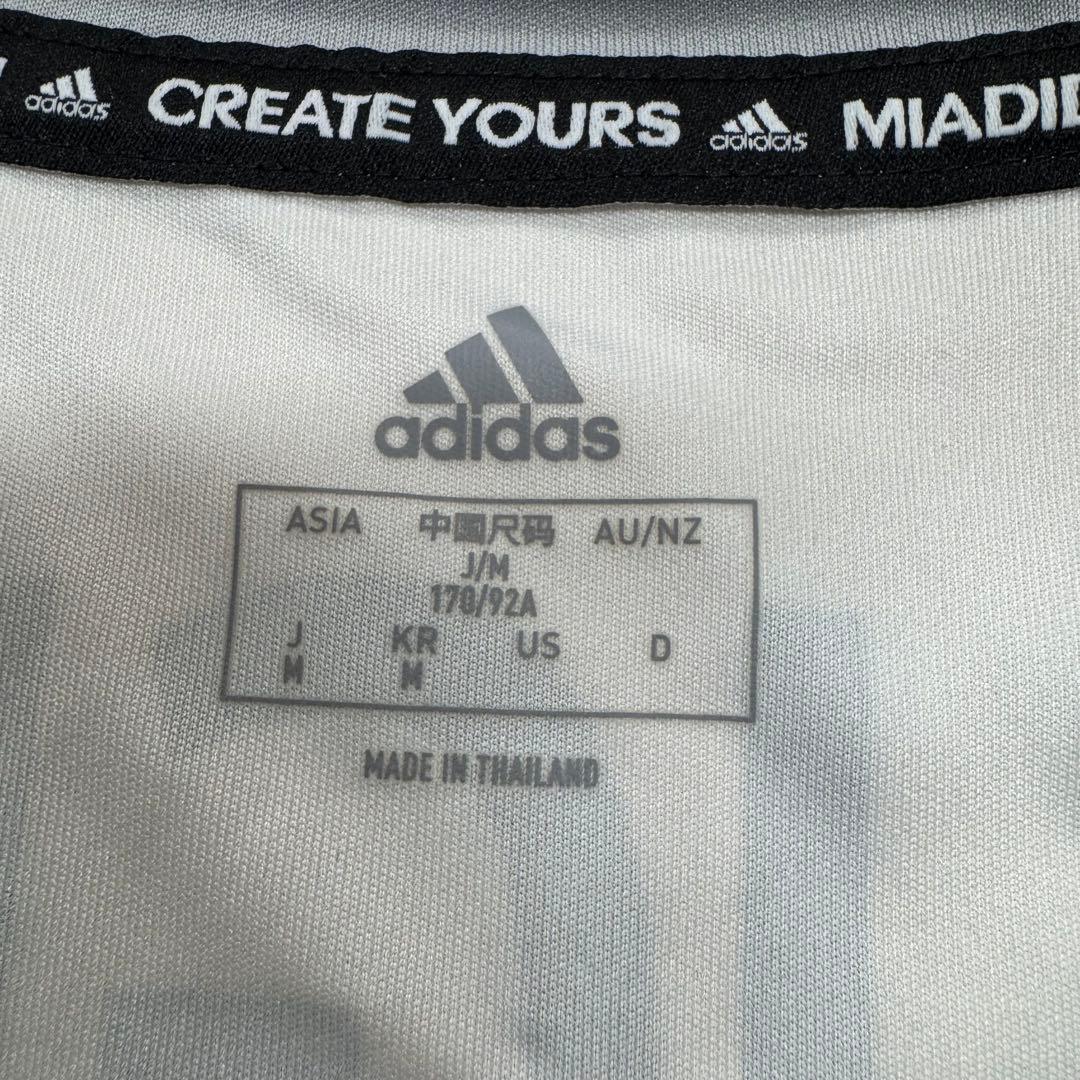 adidas CREATE YOURS adidas MIADID
adidas
ASIA 中国尺码 AU/NZ
J/M
170/92A
J KR US D
M M
MADE IN THAILAND